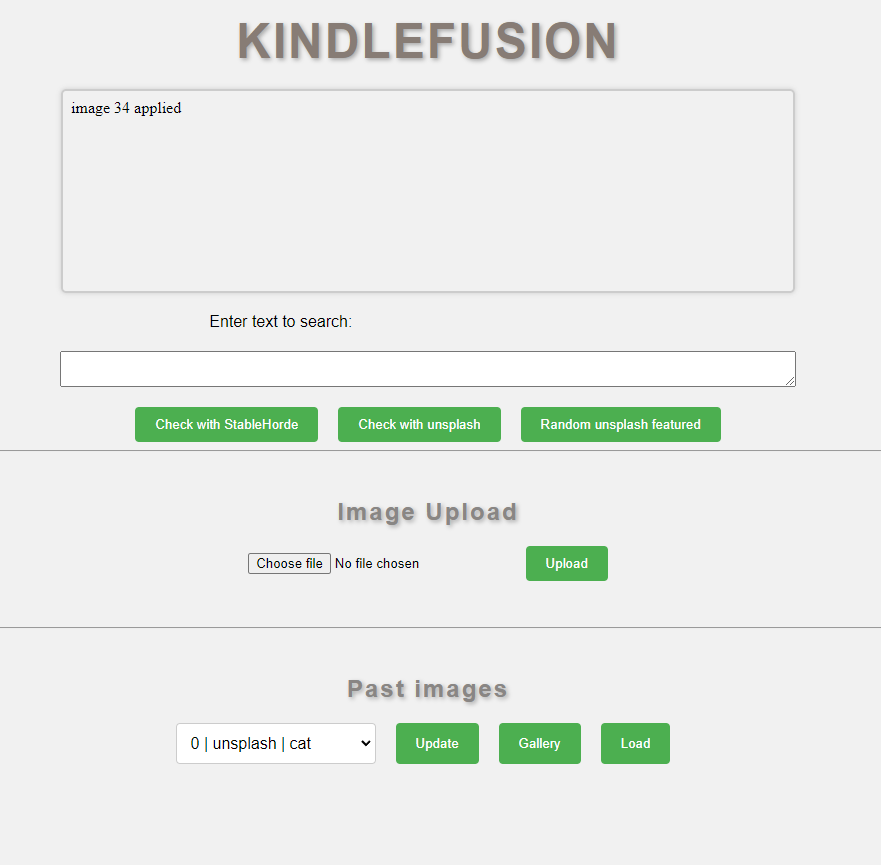 KINDLEFUSION
image 34 applied
Enter text to search:
Check with StableHorde Check with unsplash Random unsplash featured
Image Upload
Choose file No file chosen Upload
Past images
0 | unsplash | cat Update Gallery Load